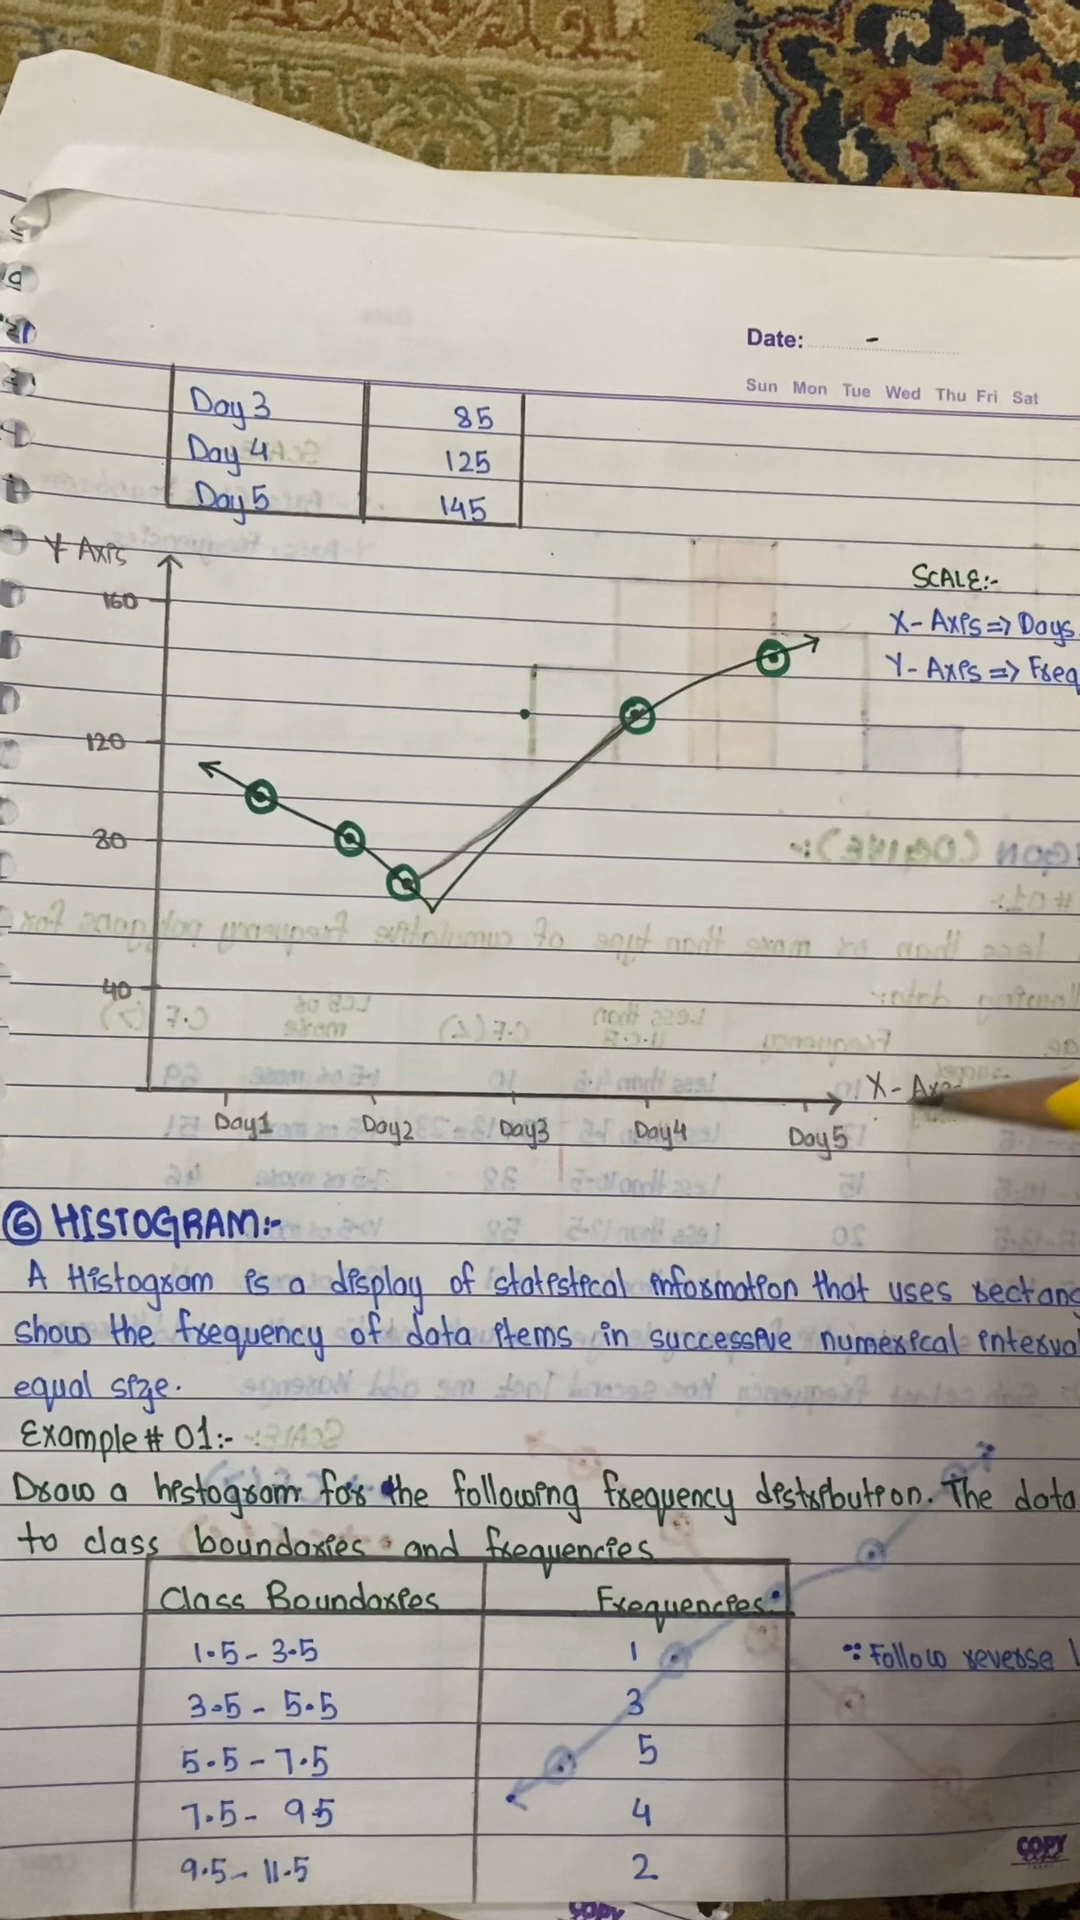 Date: -
Sun Mon Tue Wed Thu Fri Sat
Day 3 85
Day 4 125
Day 5 145
Y Axis
SCALE:-
X-Axis => Days
Y-Axis => Freq
160
120
80
40
X-Axis
Day1 Day2 Day3 Day4 Day5
⑥ HISTOGRAM:-
A Histogram is a display of statistical information that uses rectang
show the frequency of data items in successive numerical interval
equal size.
Example # 01:-
Draw a histogram for the following frequency distribution. The data
to class boundaries and frequencies
Class Boundaries Frequencies
1.5 - 3.5 1
3.5 - 5.5 3
5.5 - 7.5 5
7.5 - 95 4
9.5 - 11.5 2
∵ Follow reverse
COPY
COPY